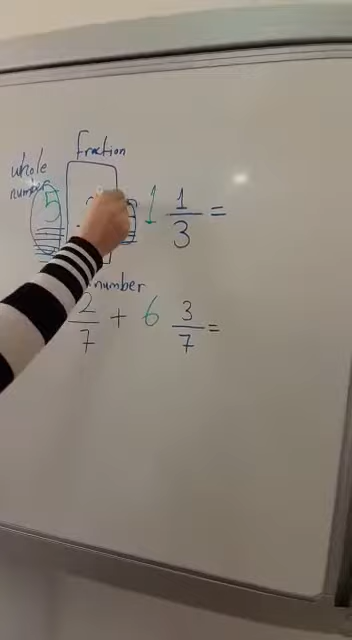 fraction
whole
number
5 1 1/3 =
number
2/7 + 6 3/7 =